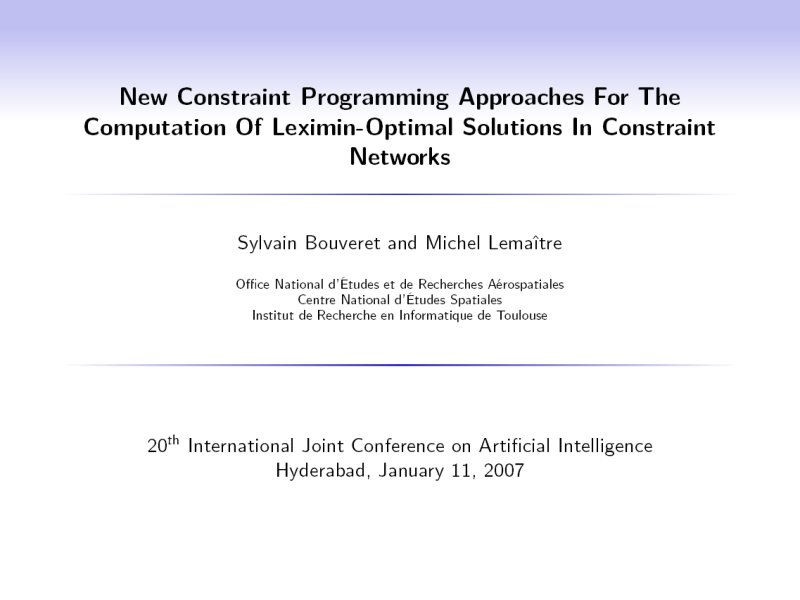 New Constraint Programming Approaches For The
Computation Of Leximin-Optimal Solutions In Constraint
Networks
Sylvain Bouveret and Michel Lemaître
Office National d'Études et de Recherches Aérospatiales
Centre National d'Études Spatiales
Institut de Recherche en Informatique de Toulouse
20th International Joint Conference on Artificial Intelligence
Hyderabad, January 11, 2007